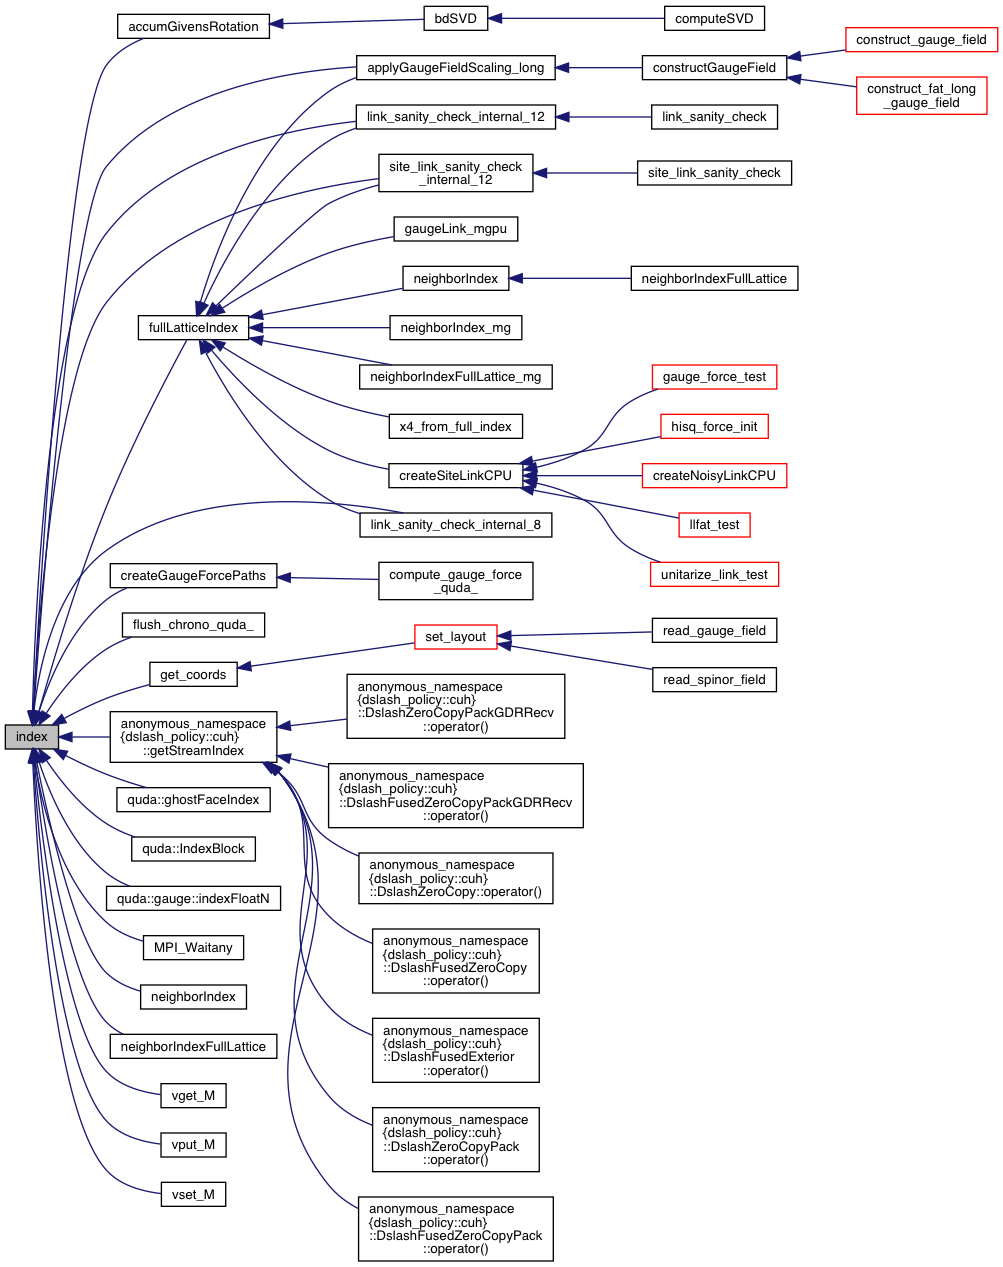 accumGivensRotation
bdSVD
computeSVD
applyGaugeFieldScaling_long
constructGaugeField
construct_gauge_field
construct_fat_long
_gauge_field
link_sanity_check_internal_12
link_sanity_check
site_link_sanity_check
_internal_12
site_link_sanity_check
gaugeLink_mgpu
neighborIndex
neighborIndexFullLattice
fullLatticeIndex
neighborIndex_mg
neighborIndexFullLattice_mg
x4_from_full_index
createSiteLinkCPU
gauge_force_test
hisq_force_init
createNoisyLinkCPU
llfat_test
unitarize_link_test
link_sanity_check_internal_8
createGaugeForcePaths
compute_gauge_force
_quda_
flush_chrono_quda_
get_coords
set_layout
read_gauge_field
read_spinor_field
index
anonymous_namespace
{dslash_policy::cuh}
::getStreamIndex
anonymous_namespace
{dslash_policy::cuh}
::DslashZeroCopyPackGDRRecv
::operator()
anonymous_namespace
{dslash_policy::cuh}
::DslashFusedZeroCopyPackGDRRecv
::operator()
anonymous_namespace
{dslash_policy::cuh}
::DslashZeroCopy::operator()
anonymous_namespace
{dslash_policy::cuh}
::DslashFusedZeroCopy
::operator()
anonymous_namespace
{dslash_policy::cuh}
::DslashFusedExterior
::operator()
anonymous_namespace
{dslash_policy::cuh}
::DslashZeroCopyPack
::operator()
anonymous_namespace
{dslash_policy::cuh}
::DslashFusedZeroCopyPack
::operator()
quda::ghostFaceIndex
quda::IndexBlock
quda::gauge::indexFloatN
MPI_Waitany
neighborIndex
neighborIndexFullLattice
vget_M
vput_M
vset_M